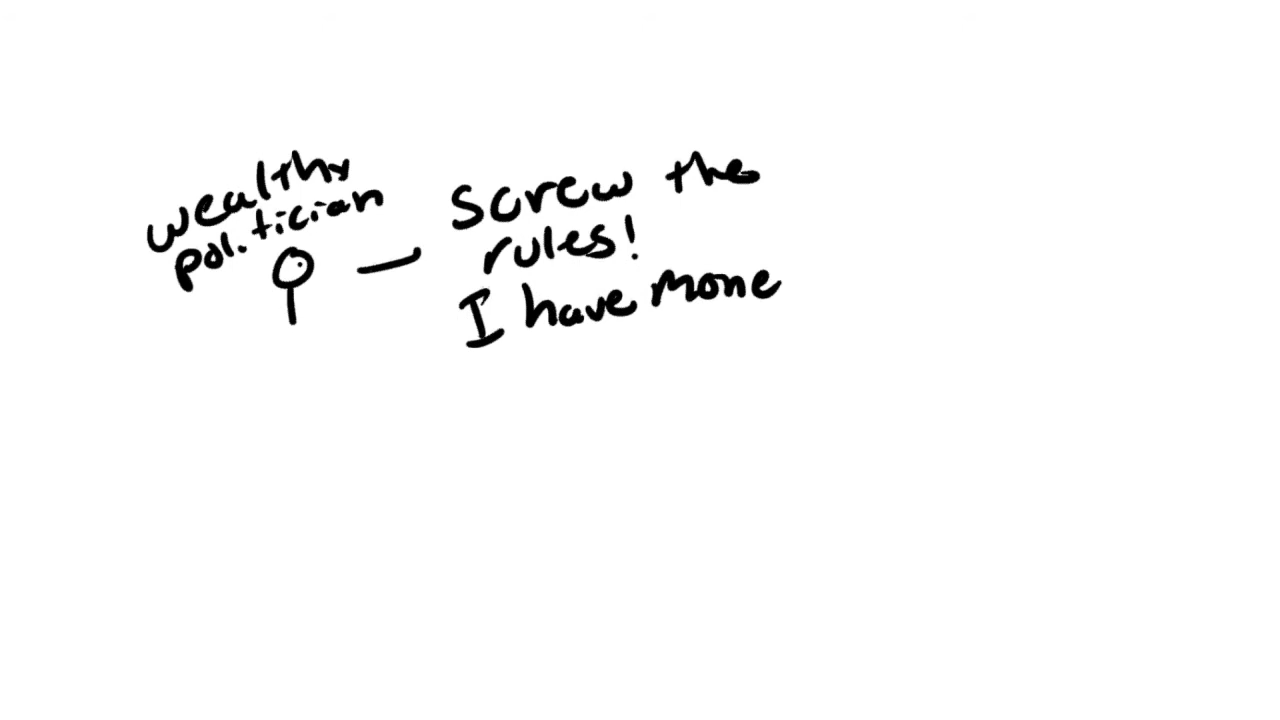 wealthy
politician
screw the
rules!
I have mone